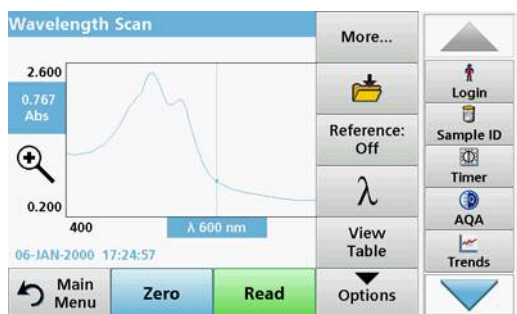 Wavelength Scan
2.600
0.767
Abs
0.200
400
λ 600 nm
06-JAN-2000 17:24:57
Main
Menu
Zero
Read
More...
Reference:
Off
λ
View
Table
Options
Login
Sample ID
Timer
AQA
Trends